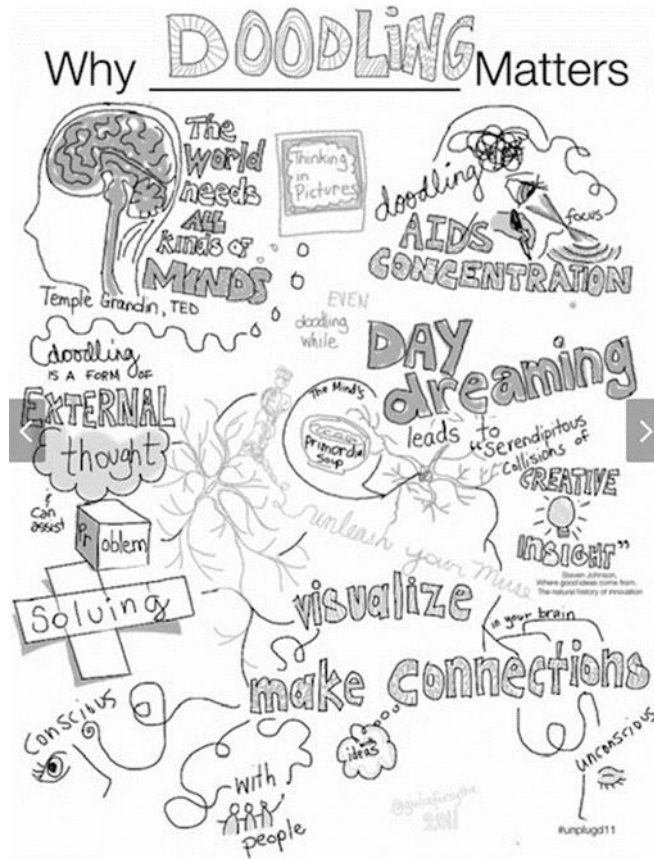 Why DOODLING Matters
The
World
needs
ALL
kinds of
MINDS
Temple Grandin, TED
Thinking
in
Pictures
doodling
AIDS
CONCENTRATION
focus
EVEN
doodling
while
DAY
dreaming
leads to
"Serendipitous
Collisions of
CREATIVE
INSIGHT"
Steven Johnson,
Where good ideas come from.
The natural history of innovation
doodling
IS A FORM OF
EXTERNAL
thought
& Can
assist
Problem
Solving
The Mind's
Primordial
Soup
unleash your Muse
visualize
in your brain
make connections
Conscious
ideas
unconscious
with
people
@giuliaforsythe
2011
#unplugd11